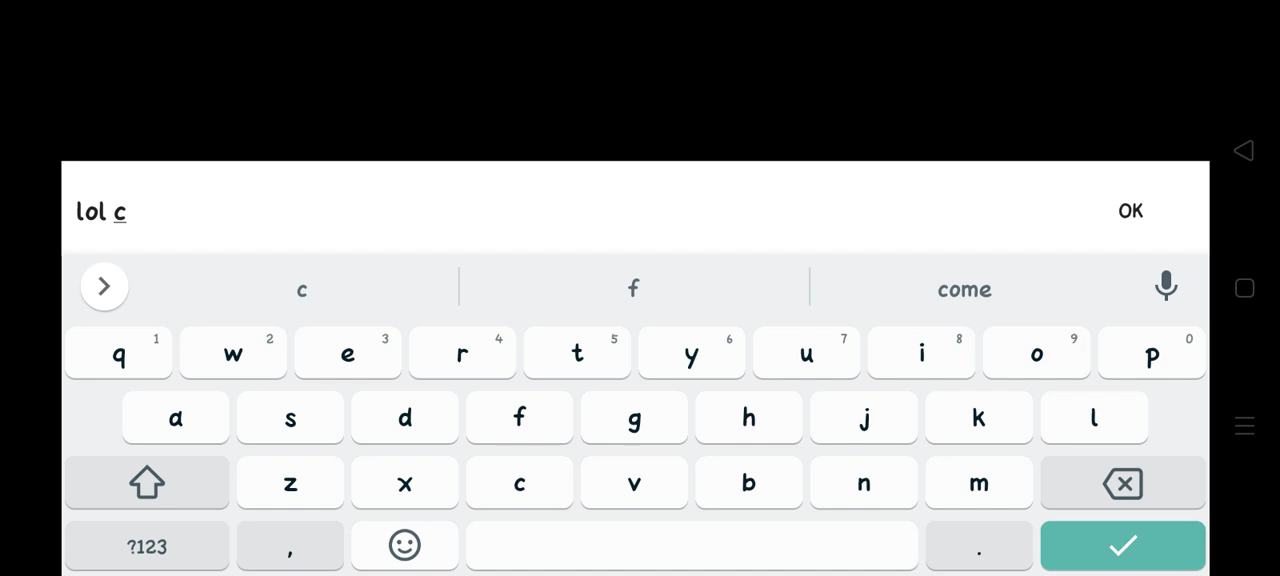 lol c
OK
c f come
q 1 w 2 e 3 r 4 t 5 y 6 u 7 i 8 o 9 p 0
a s d f g h j k l
z x c v b n m
?123 , .